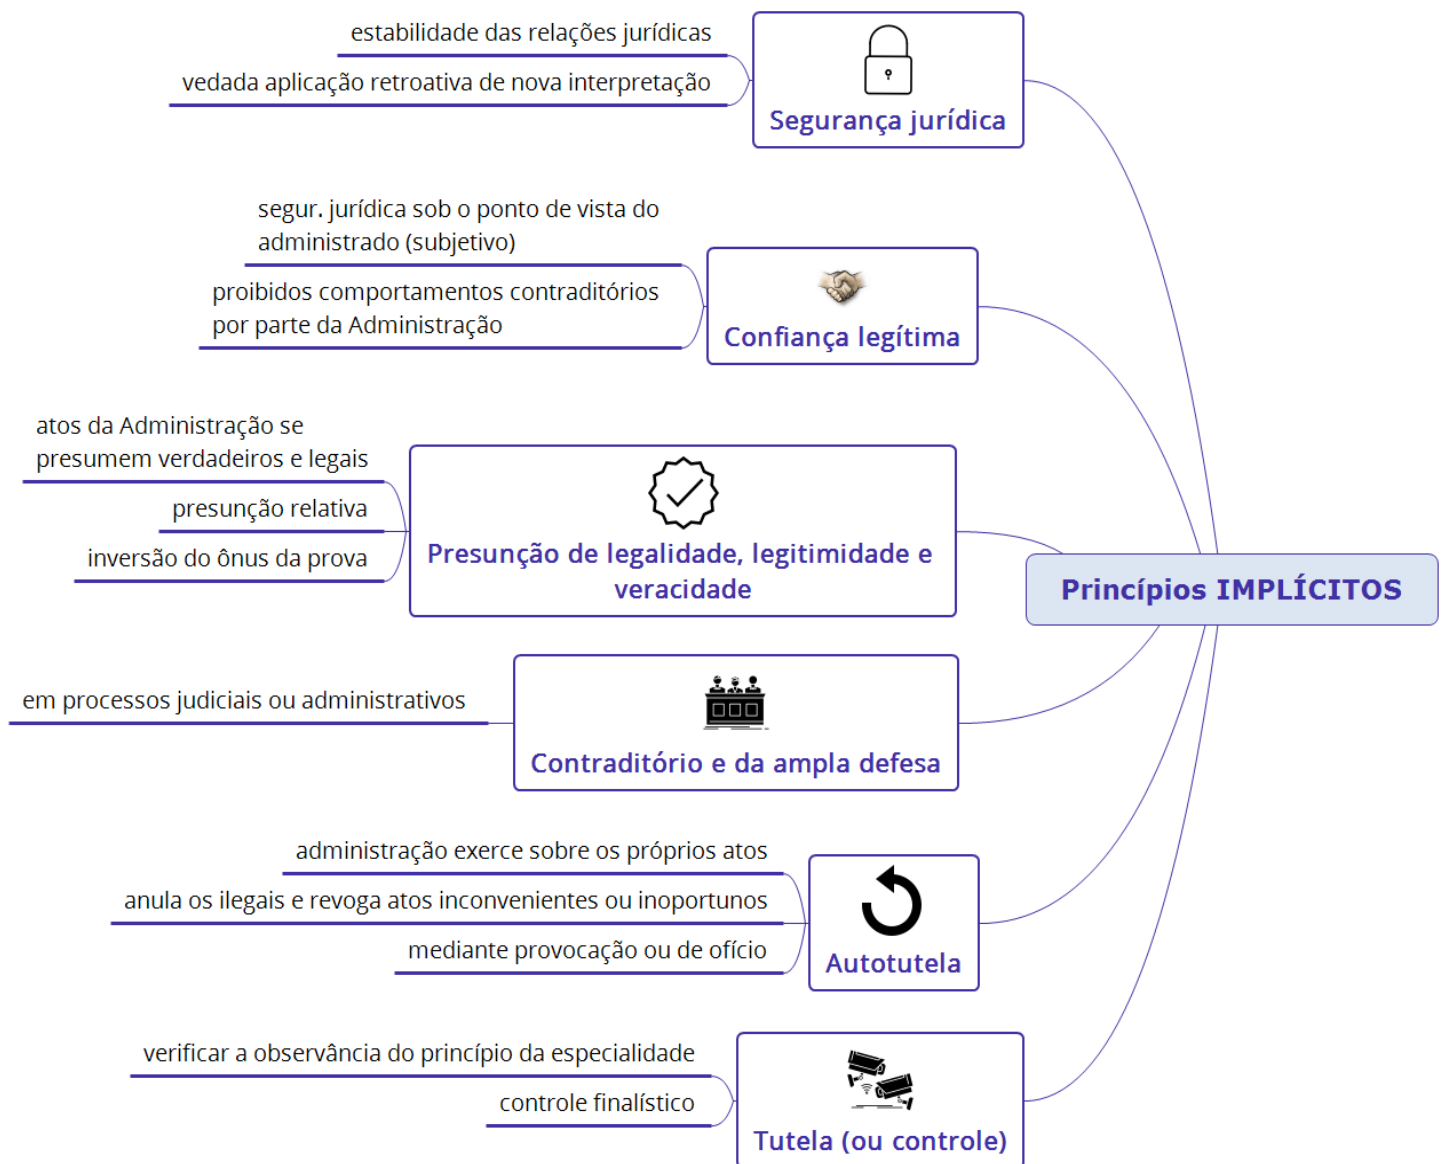 estabilidade das relações jurídicas
vedada aplicação retroativa de nova interpretação
Segurança jurídica
segur. jurídica sob o ponto de vista do
administrado (subjetivo)
proibidos comportamentos contraditórios
por parte da Administração
Confiança legítima
atos da Administração se
presumem verdadeiros e legais
presunção relativa
inversão do ônus da prova
Presunção de legalidade, legitimidade e
veracidade
Princípios IMPLÍCITOS
em processos judiciais ou administrativos
Contraditório e da ampla defesa
administração exerce sobre os próprios atos
anula os ilegais e revoga atos inconvenientes ou inoportunos
mediante provocação ou de ofício
Autotutela
verificar a observância do princípio da especialidade
controle finalístico
Tutela (ou controle)